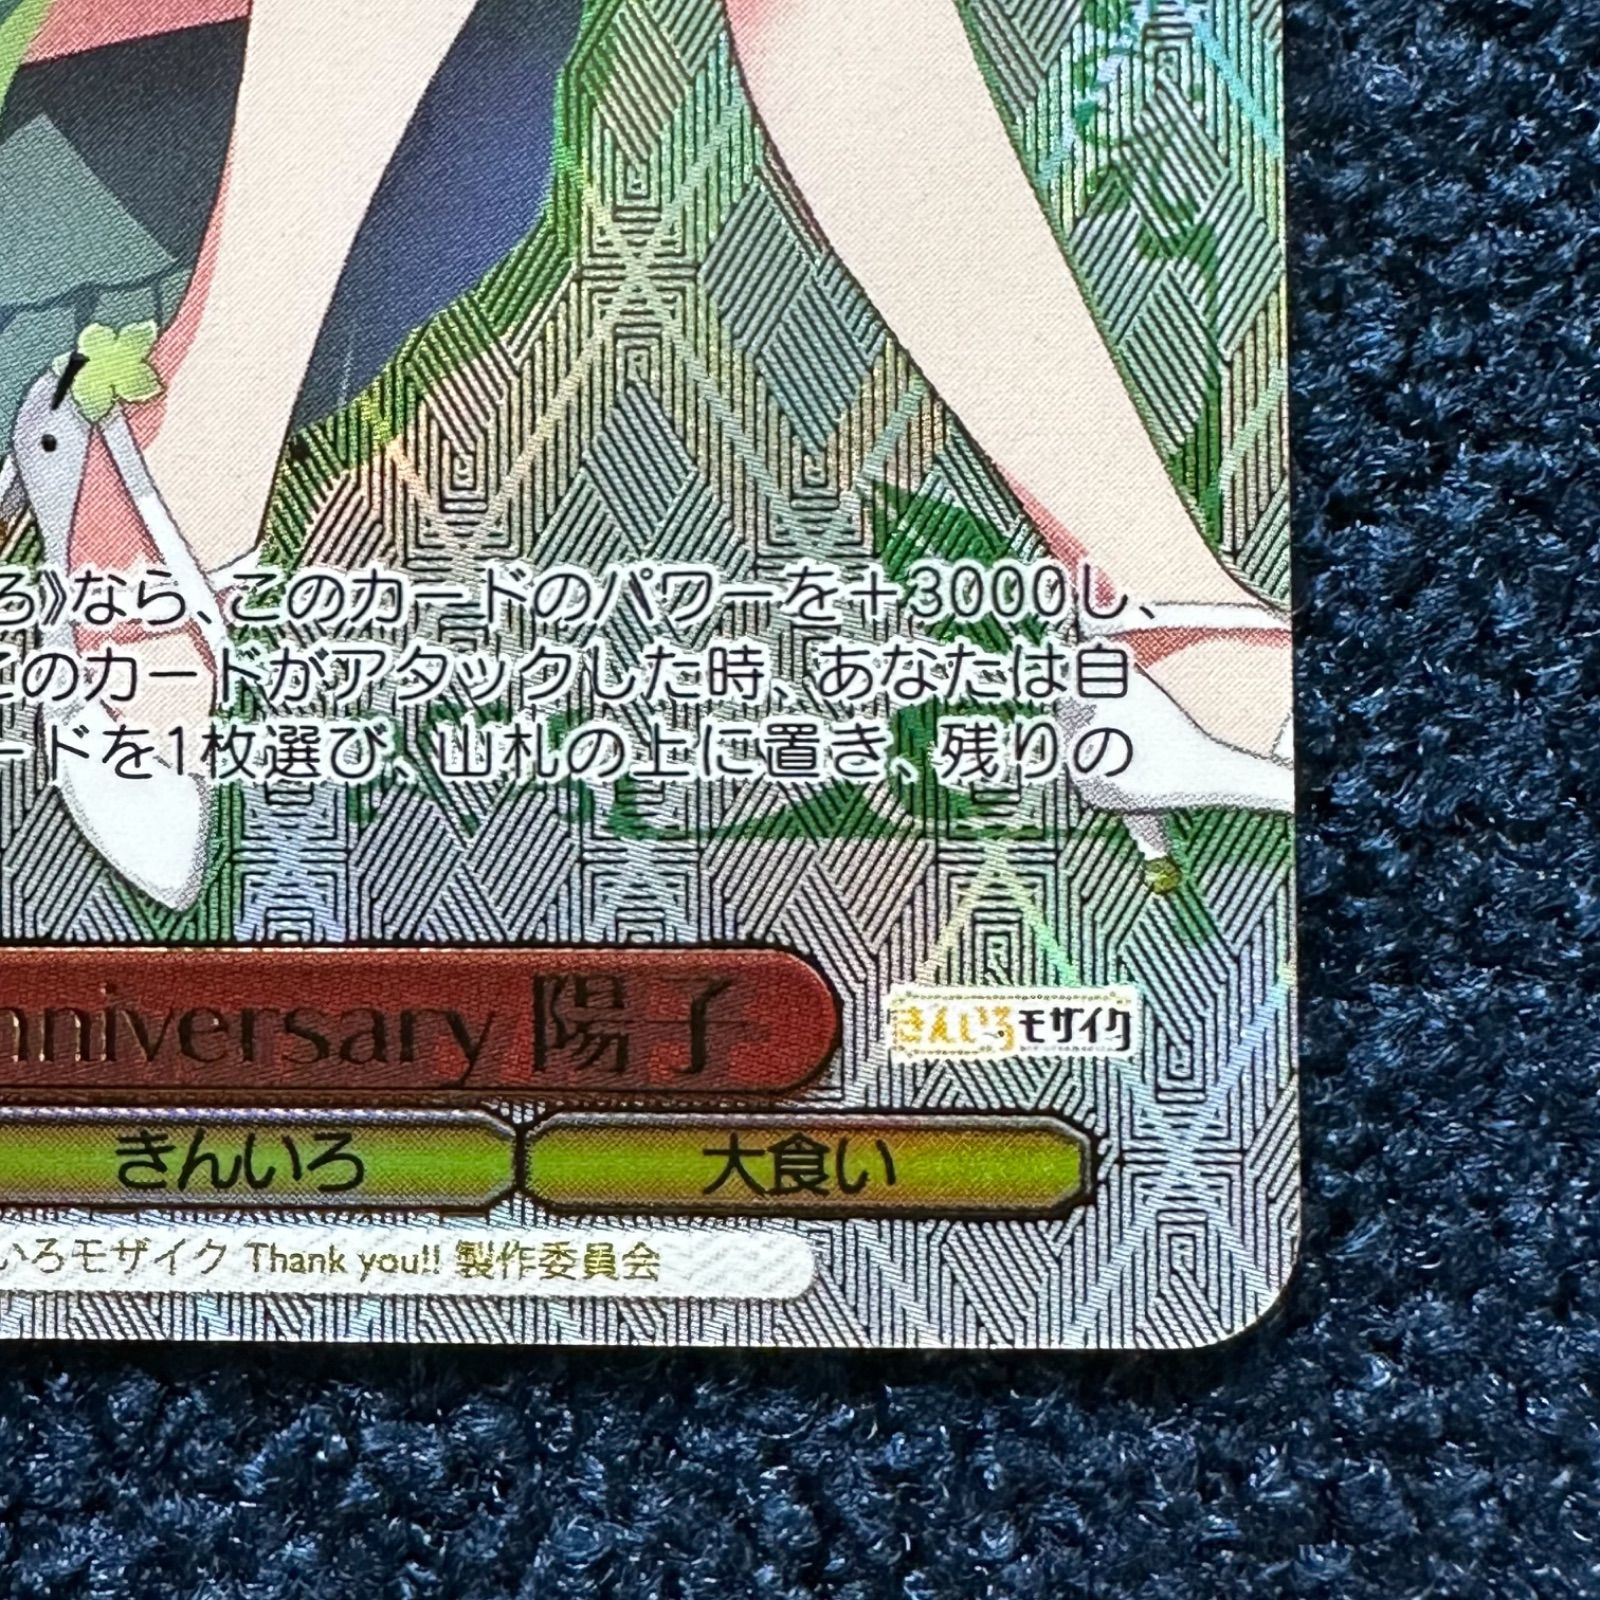 ろ》なら、このカードのパワーを＋3000し、
このカードがアタックした時、あなたは自
ードを1枚選び、山札の上に置き、残りの
nniversary 陽子
きんいろモザイク
きんいろ
大食い
いろモザイク Thank you!! 製作委員会